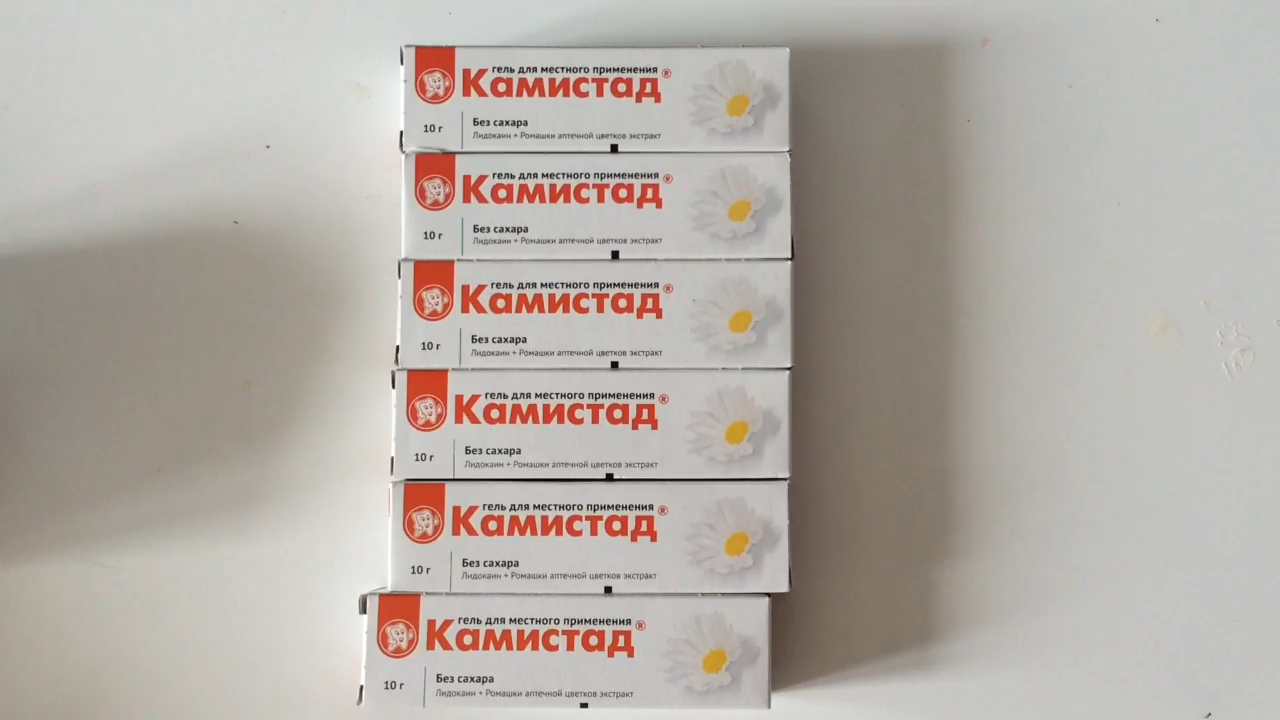 гель для местного применения
Камистад®
Без сахара
10 г
Лидокаин + Ромашки аптечной цветков экстракт
гель для местного применения
Камистад®
Без сахара
10 г
Лидокаин + Ромашки аптечной цветков экстракт
гель для местного применения
Камистад®
Без сахара
10 г
Лидокаин + Ромашки аптечной цветков экстракт
гель для местного применения
Камистад®
Без сахара
10 г
Лидокаин + Ромашки аптечной цветков экстракт
гель для местного применения
Камистад®
Без сахара
10 г
Лидокаин + Ромашки аптечной цветков экстракт
гель для местного применения
Камистад®
Без сахара
10 г
Лидокаин + Ромашки аптечной цветков экстракт